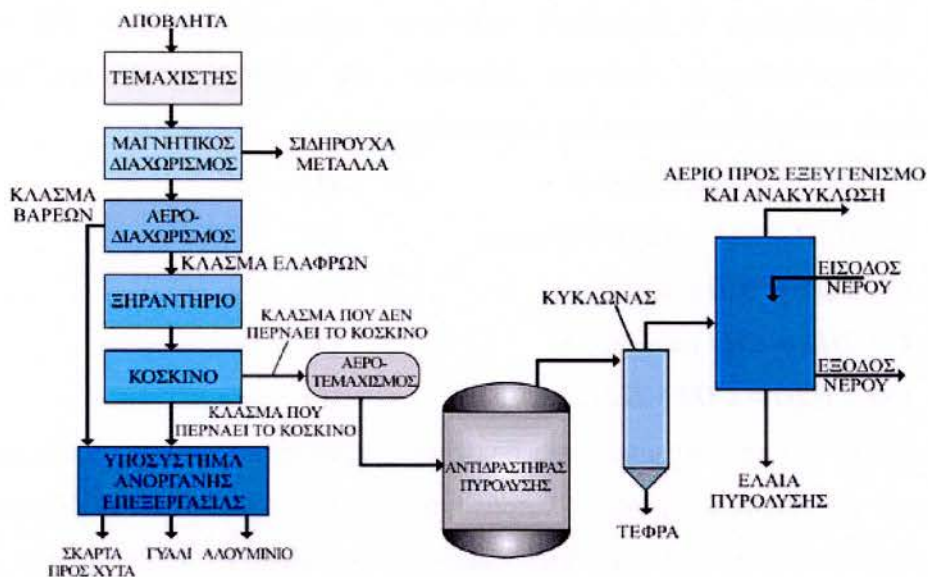 ΑΠΟΒΛΗΤΑ
ΤΕΜΑΧΙΣΤΗΣ
ΜΑΓΝΗΤΙΚΟΣ
ΔΙΑΧΩΡΙΣΜΟΣ
ΣΙΔΗΡΟΥΧΑ
ΜΕΤΑΛΛΑ
ΚΛΑΣΜΑ
ΒΑΡΕΩΝ
ΑΕΡΟ-
ΔΙΑΧΩΡΙΣΜΟΣ
ΚΛΑΣΜΑ ΕΛΑΦΡΩΝ
ΞΗΡΑΝΤΗΡΙΟ
ΚΛΑΣΜΑ ΠΟΥ ΔΕΝ
ΠΕΡΝΑΕΙ ΤΟ ΚΟΣΚΙΝΟ
ΚΟΣΚΙΝΟ
ΑΕΡΟ-
ΤΕΜΑΧΙΣΜΟΣ
ΚΛΑΣΜΑ ΠΟΥ
ΠΕΡΝΑΕΙ ΤΟ ΚΟΣΚΙΝΟ
ΥΠΟΣΥΣΤΗΜΑ
ΑΝΟΡΓΑΝΗΣ
ΕΠΕΞΕΡΓΑΣΙΑΣ
ΣΚΑΡΤΑ
ΠΡΟΣ ΧΥΤΑ
ΓΥΑΛΙ
ΑΛΟΥΜΙΝΙΟ
ΑΝΤΙΔΡΑΣΤΗΡΑΣ
ΠΥΡΟΛΥΣΗΣ
ΚΥΚΛΩΝΑΣ
ΤΕΦΡΑ
ΑΕΡΙΟ ΠΡΟΣ ΕΞΕΥΓΕΝΙΣΜΟ
ΚΑΙ ΑΝΑΚΥΚΛΩΣΗ
ΕΙΣΟΔΟΣ
ΝΕΡΟΥ
ΕΞΟΔΟΣ
ΝΕΡΟΥ
ΕΛΑΙΑ
ΠΥΡΟΛΥΣΗΣ